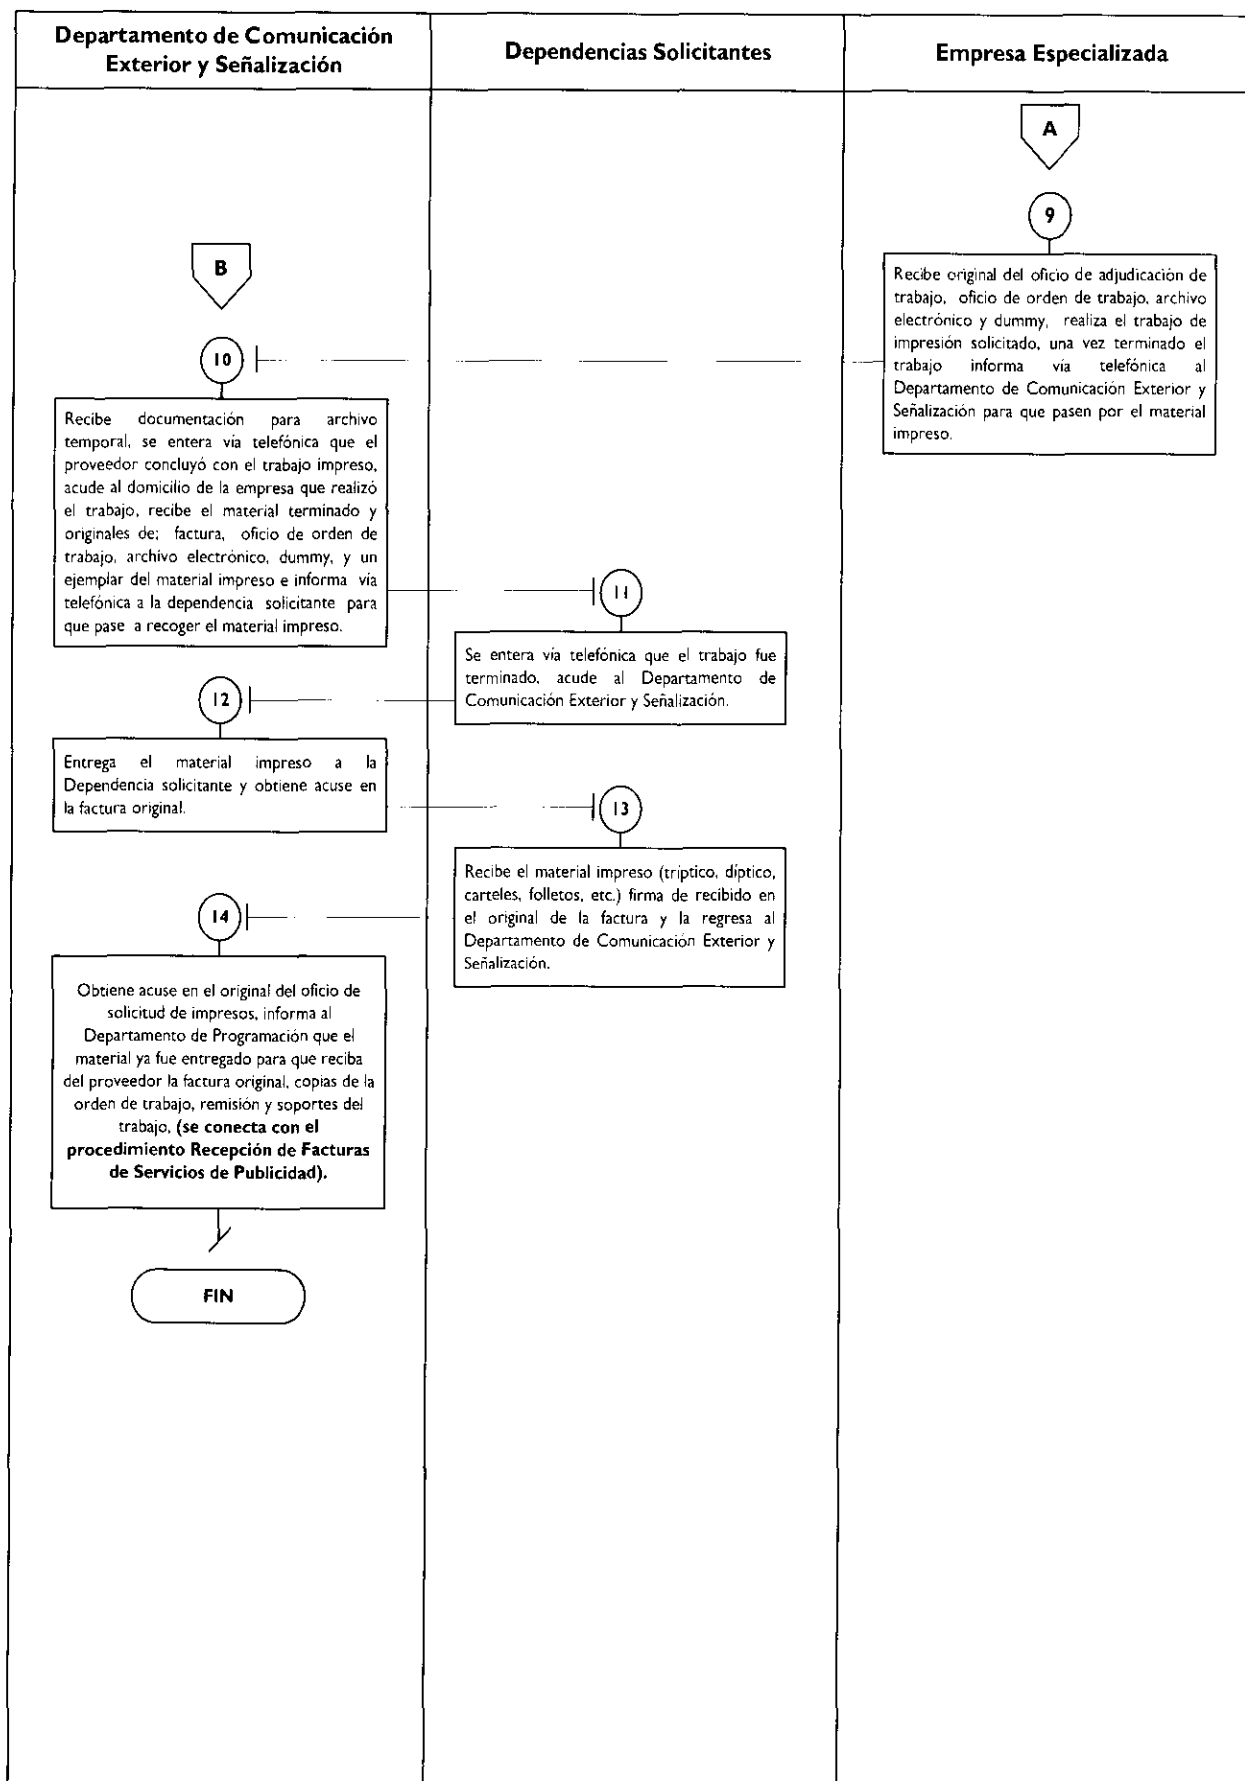 Departamento de Comunicación
Exterior y Señalización
Dependencias Solicitantes
Empresa Especializada
A
9
Recibe original del oficio de adjudicación de
trabajo, oficio de orden de trabajo, archivo
electrónico y dummy, realiza el trabajo de
impresión solicitado, una vez terminado el
trabajo informa vía telefónica al
Departamento de Comunicación Exterior y
Señalización para que pasen por el material
impreso.
B
10
Recibe documentación para archivo
temporal, se entera vía telefónica que el
proveedor concluyó con el trabajo impreso,
acude al domicilio de la empresa que realizó
el trabajo, recibe el material terminado y
originales de; factura, oficio de orden de
trabajo, archivo electrónico, dummy, y un
ejemplar del material impreso e informa vía
telefónica a la dependencia solicitante para
que pase a recoger el material impreso.
11
Se entera vía telefónica que el trabajo fue
terminado, acude al Departamento de
Comunicación Exterior y Señalización.
12
Entrega el material impreso a la
Dependencia solicitante y obtiene acuse en
la factura original.
13
Recibe el material impreso (tríptico, díptico,
carteles, folletos, etc.) firma de recibido en
el original de la factura y la regresa al
Departamento de Comunicación Exterior y
Señalización.
14
Obtiene acuse en el original del oficio de
solicitud de impresos, informa al
Departamento de Programación que el
material ya fue entregado para que reciba
del proveedor la factura original, copias de la
orden de trabajo, remisión y soportes del
trabajo, (se conecta con el
procedimiento Recepción de Facturas
de Servicios de Publicidad).
FIN